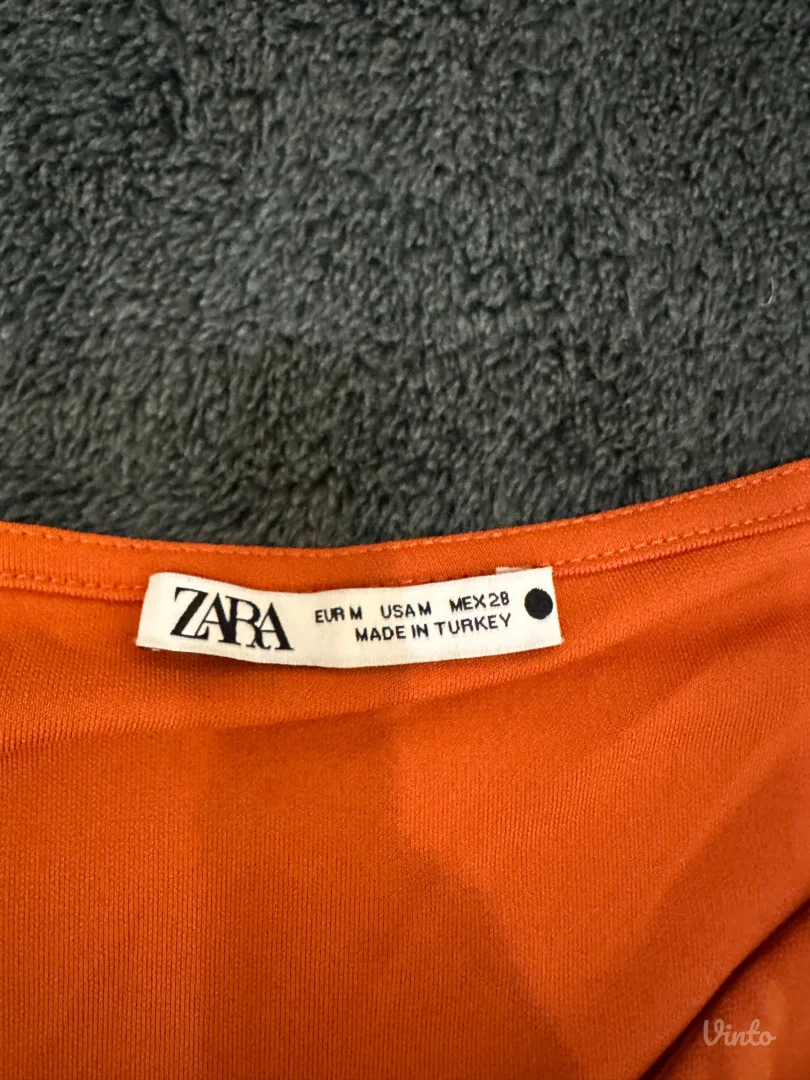 ZARA
EUR M USA M MEX 28
MADE IN TURKEY
Vinto